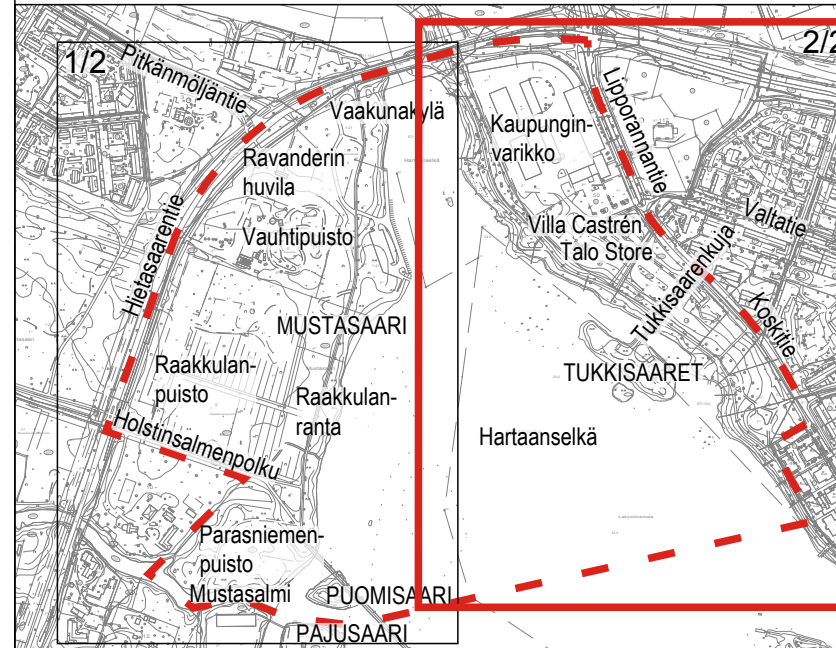 1/2
2/2
Pitkänmöljäntie
Vaakunakylä
Ravanderin
huvila
Vauhtipuisto
Hietasaarentie
MUSTASAARI
Raakkulan-
puisto
Raakkulan-
ranta
Holstinsalmenpolku
Parasniemen-
puisto
Mustasalmi
PUOMISAARI
PAJUSAARI
Kaupungin-
varikko
Lipporannantie
Villa Castrén
Talo Store
Valtatie
Tukkisaarenkuja
Koskitie
TUKKISAARET
Hartaanselkä